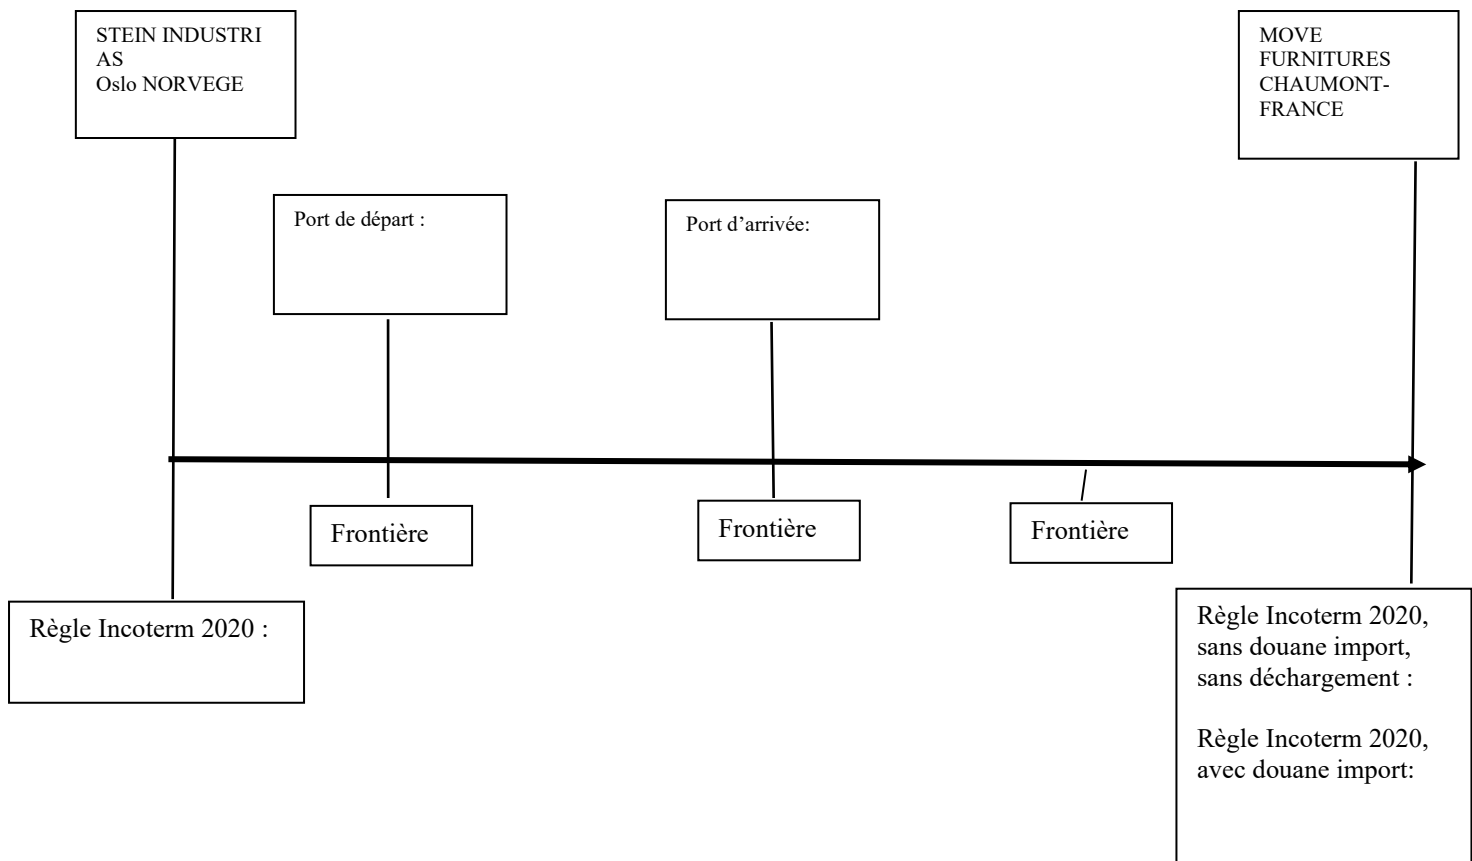 STEIN INDUSTRI
AS
Oslo NORVEGE
MOVE
FURNITURES
CHAUMONT-
FRANCE
Port de départ :
Port d’arrivée:
Frontière
Frontière
Frontière
Règle Incoterm 2020 :
Règle Incoterm 2020,
sans douane import,
sans déchargement :
Règle Incoterm 2020,
avec douane import: